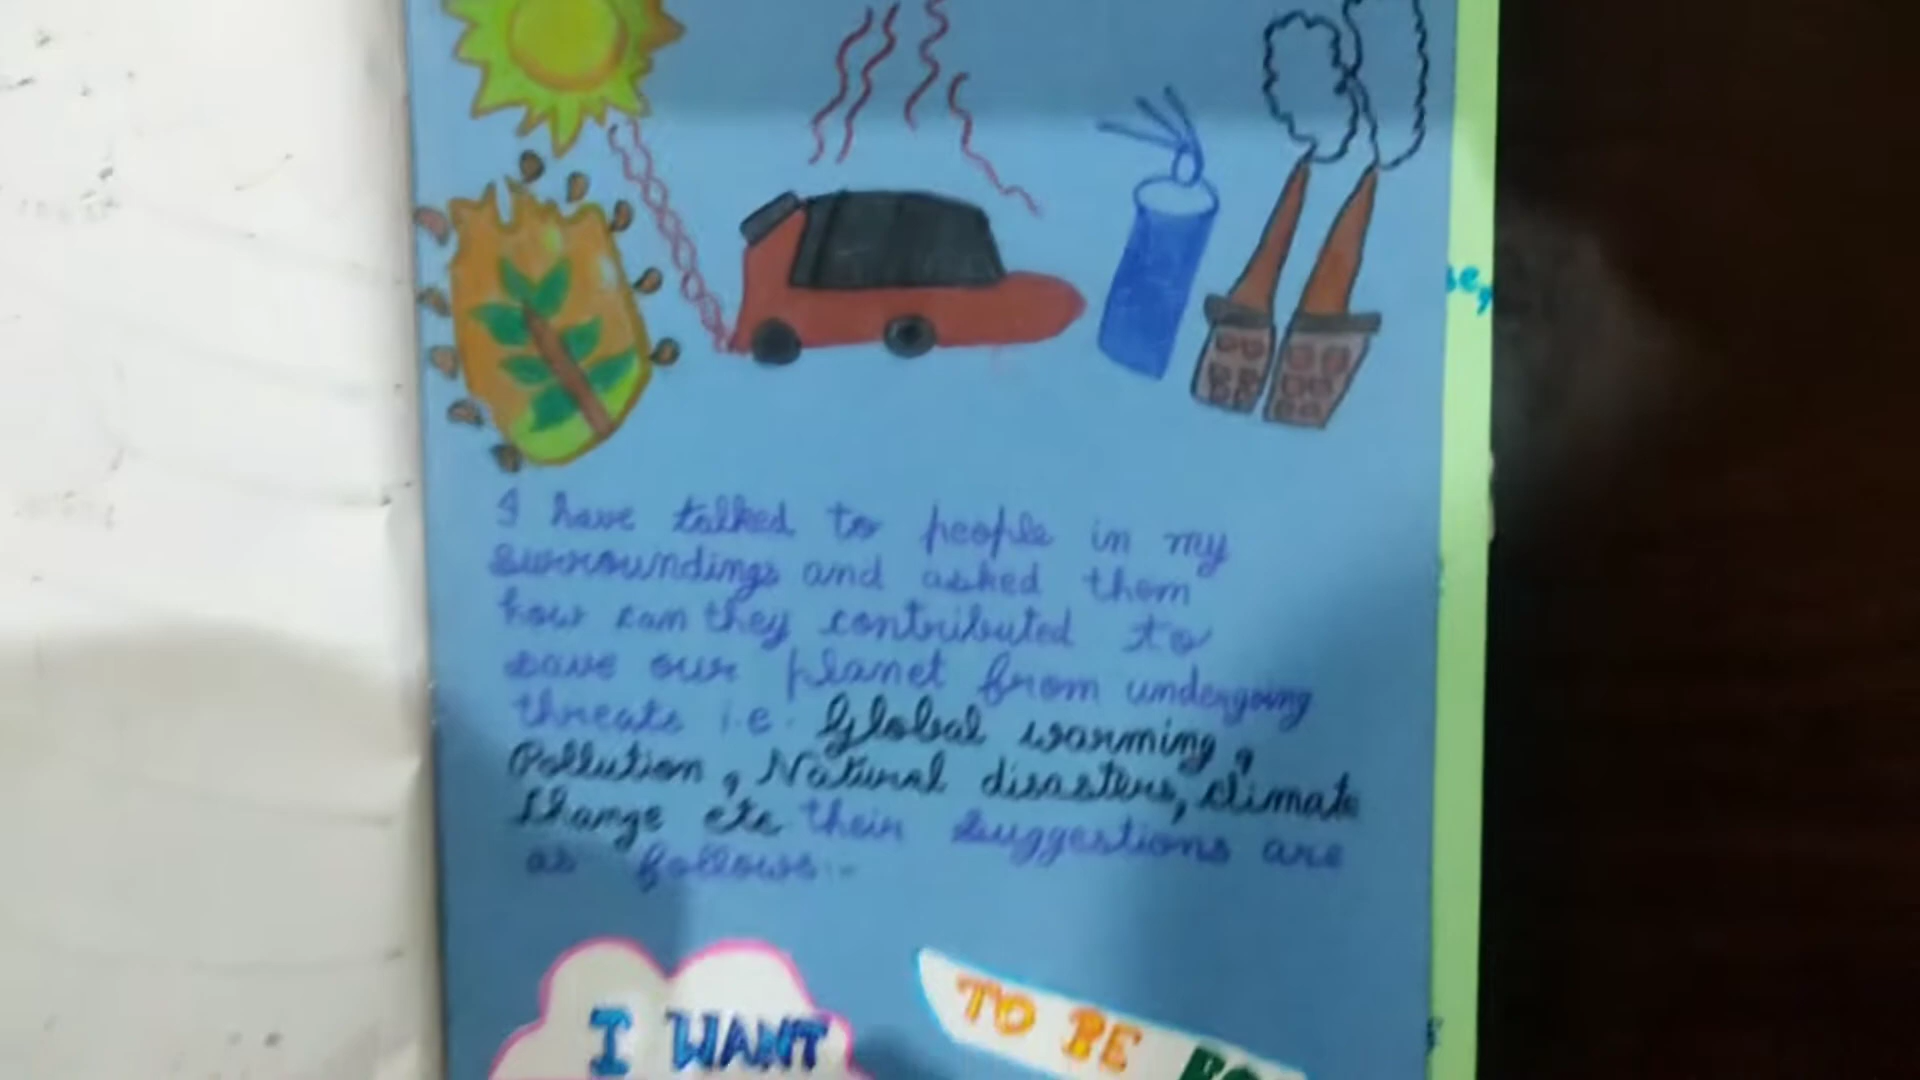 I have talked to people in my
surroundings and asked them
how can they contributed to
save our planet from undergoing
threats i.e. Global warming,
Pollution, Natural disasters, climate
Change etc their suggestions are
as follows:-
I WANT
TO BE